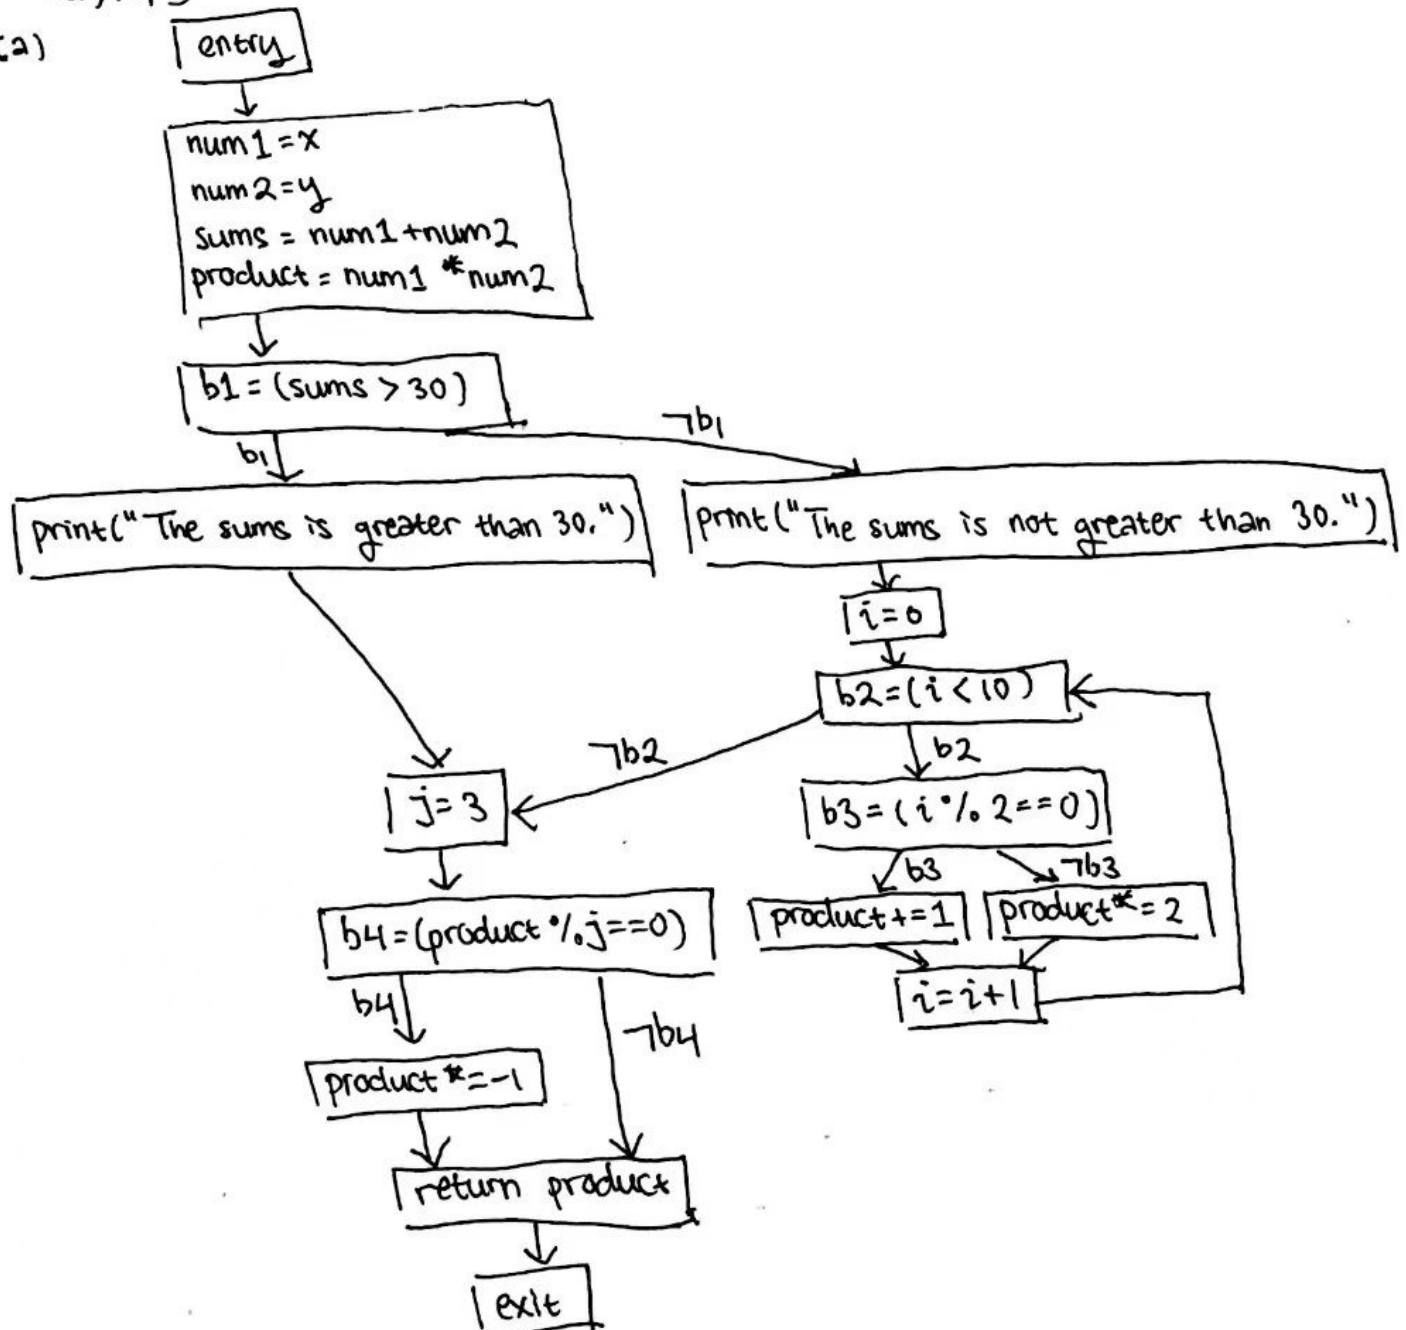 (a)
entry
num1=x
num2=y
sums = num1+num2
product = num1 *num2
b1=(sums > 30)
b1
¬b1
print("The sums is greater than 30.")
print("The sums is not greater than 30.")
i=0
b2=(i<10)
¬b2
b2
j=3
b3=(i%2==0)
b3
¬b3
b4=(product%j==0)
product+=1
product*=2
i=i+1
b4
¬b4
product*=-1
return product
exit